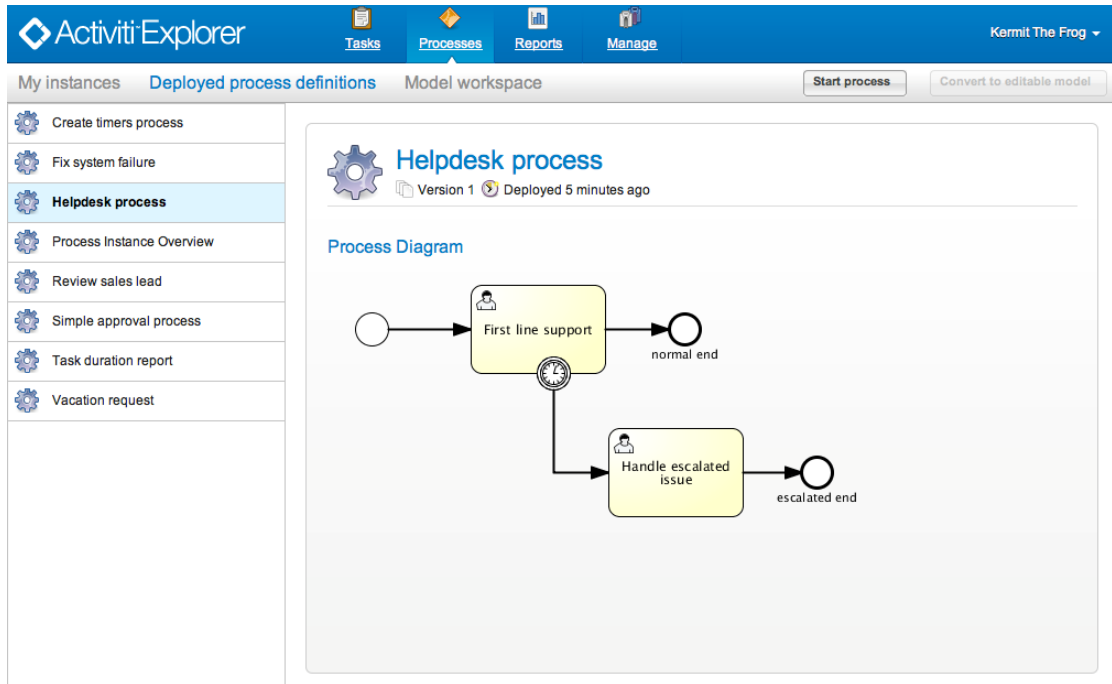 Activiti™Explorer
Tasks
Processes
Reports
Manage
Kermit The Frog
My instances
Deployed process definitions
Model workspace
Start process
Convert to editable model
Create timers process
Fix system failure
Helpdesk process
Process Instance Overview
Review sales lead
Simple approval process
Task duration report
Vacation request
Helpdesk process
Version 1 Deployed 5 minutes ago
Process Diagram
First line support
normal end
Handle escalated
issue
escalated end